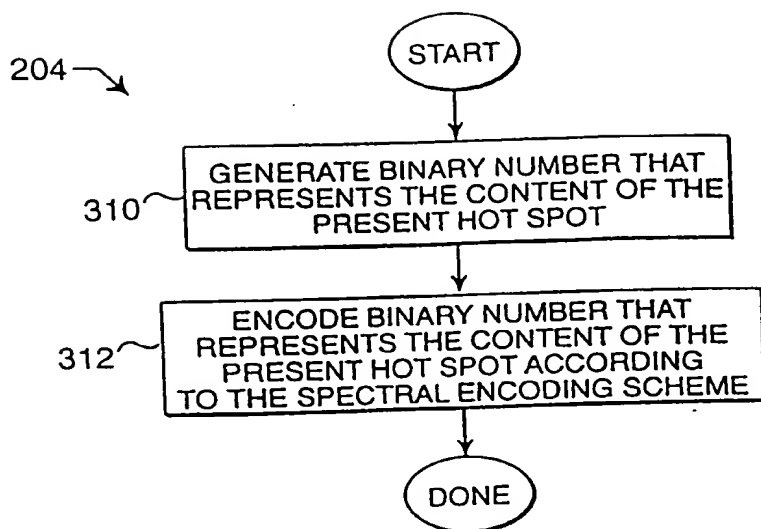 204
START
310
GENERATE BINARY NUMBER THAT
REPRESENTS THE CONTENT OF THE
PRESENT HOT SPOT
312
ENCODE BINARY NUMBER THAT
REPRESENTS THE CONTENT OF THE
PRESENT HOT SPOT ACCORDING
TO THE SPECTRAL ENCODING SCHEME
DONE